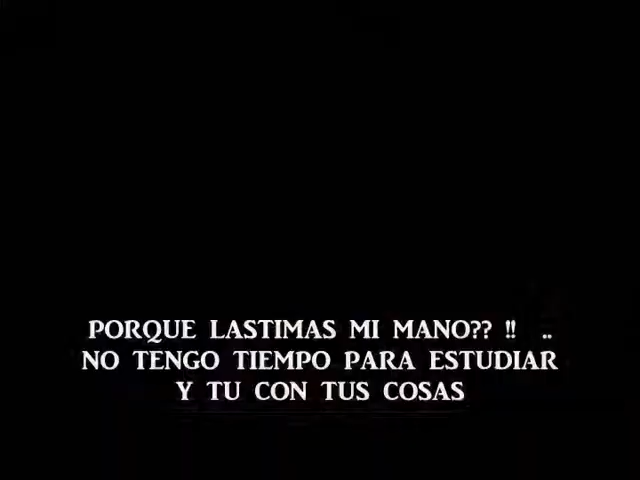 PORQUE LASTIMAS MI MANO?? !! ..
NO TENGO TIEMPO PARA ESTUDIAR
Y TU CON TUS COSAS